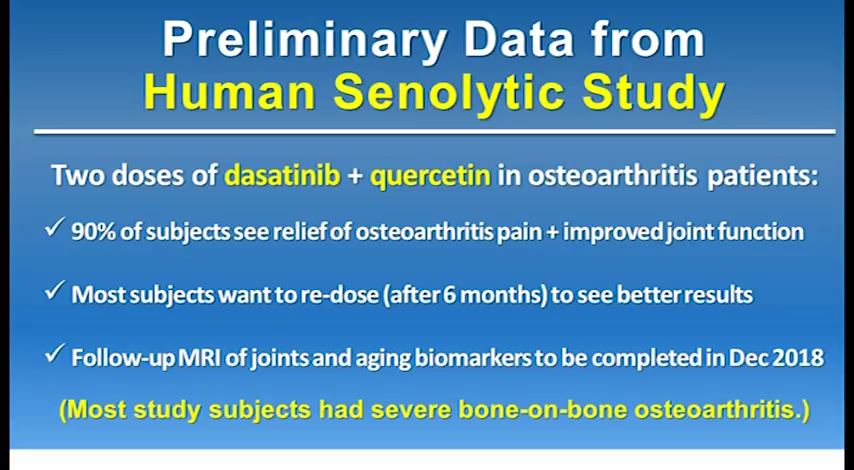 Preliminary Data from
Human Senolytic Study
Two doses of dasatinib + quercetin in osteoarthritis patients:
✓ 90% of subjects see relief of osteoarthritis pain + improved joint function
✓ Most subjects want to re-dose (after 6 months) to see better results
✓ Follow-up MRI of joints and aging biomarkers to be completed in Dec 2018
(Most study subjects had severe bone-on-bone osteoarthritis.)